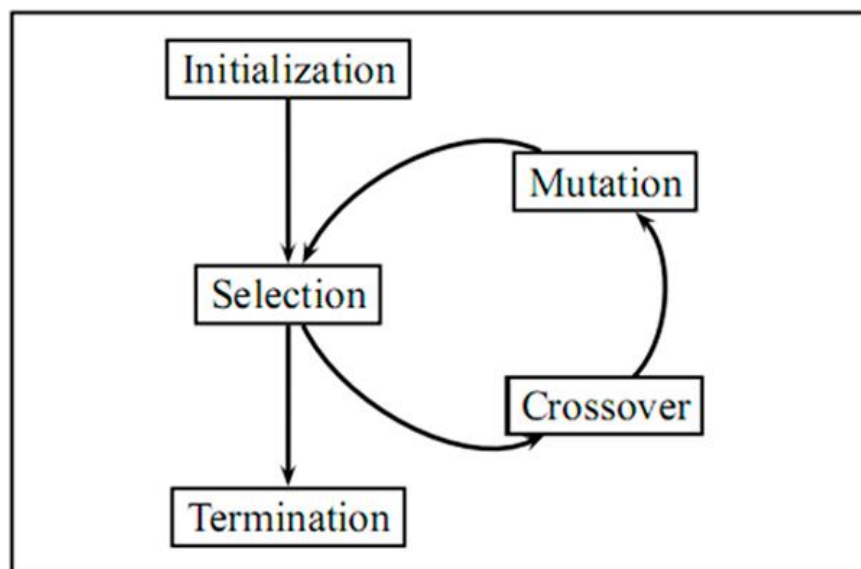 Initialization
Mutation
Selection
Crossover
Termination